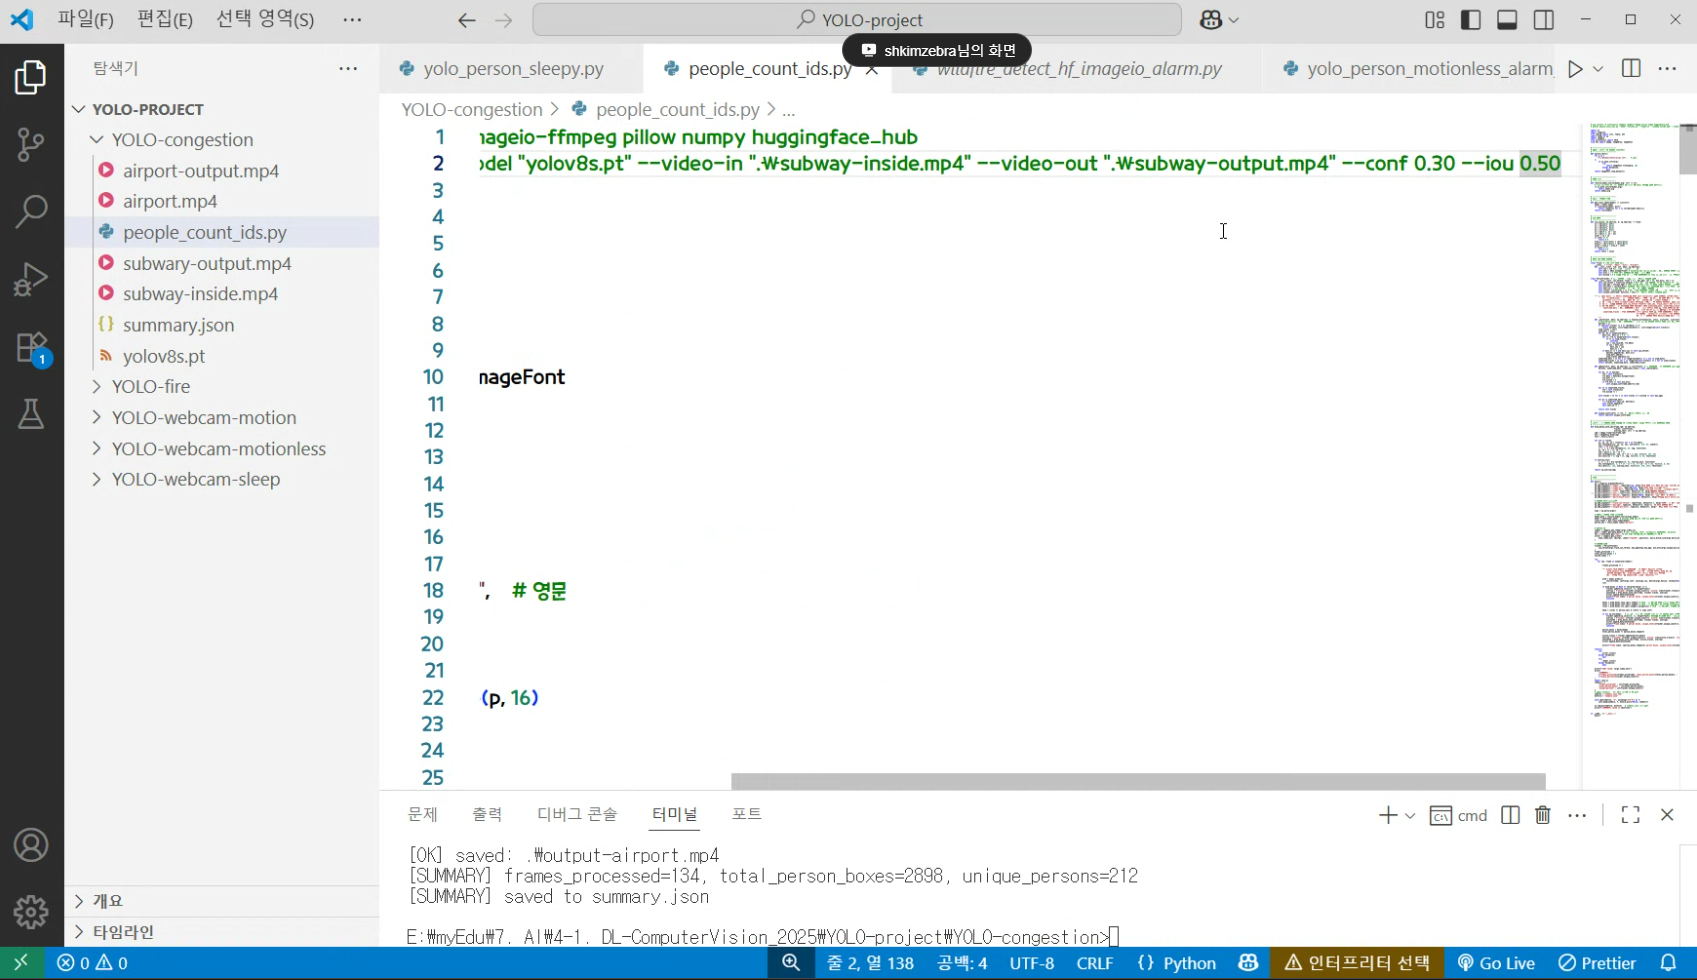 파일(F) 편집(E) 선택 영역(S) ··· YOLO-project
shkimzebra님의 화면
탐색기 ···
yolo_person_sleepy.py people_count_ids.py wildfire_detect_hf_imageio_alarm.py yolo_person_motionless_alarm
YOLO-congestion > people_count_ids.py > ...
YOLO-PROJECT
YOLO-congestion
airport-output.mp4
airport.mp4
people_count_ids.py
subwary-output.mp4
subway-inside.mp4
summary.json
yolov8s.pt
YOLO-fire
YOLO-webcam-motion
YOLO-webcam-motionless
YOLO-webcam-sleep
개요
타임라인
1 nageio-ffmpeg pillow numpy huggingface_hub
2 odel "yolov8s.pt" --video-in ".₩subway-inside.mp4" --video-out ".₩subway-output.mp4" --conf 0.30 --iou 0.50
3
4
5
6
7
8
9
10 nageFont
11
12
13
14
15
16
17
18 ", # 영문
19
20
21
22 (p, 16)
23
24
25
문제 출력 디버그 콘솔 터미널 포트 cmd
[OK] saved: .₩output-airport.mp4
[SUMMARY] frames_processed=134, total_person_boxes=2898, unique_persons=212
[SUMMARY] saved to summary.json
E:₩myEdu₩7. AI₩4-1. DL-ComputerVision_2025₩YOLO-project₩YOLO-congestion>
0 0 줄 2, 열 138 공백: 4 UTF-8 CRLF {} Python 인터프리터 선택 Go Live Prettier